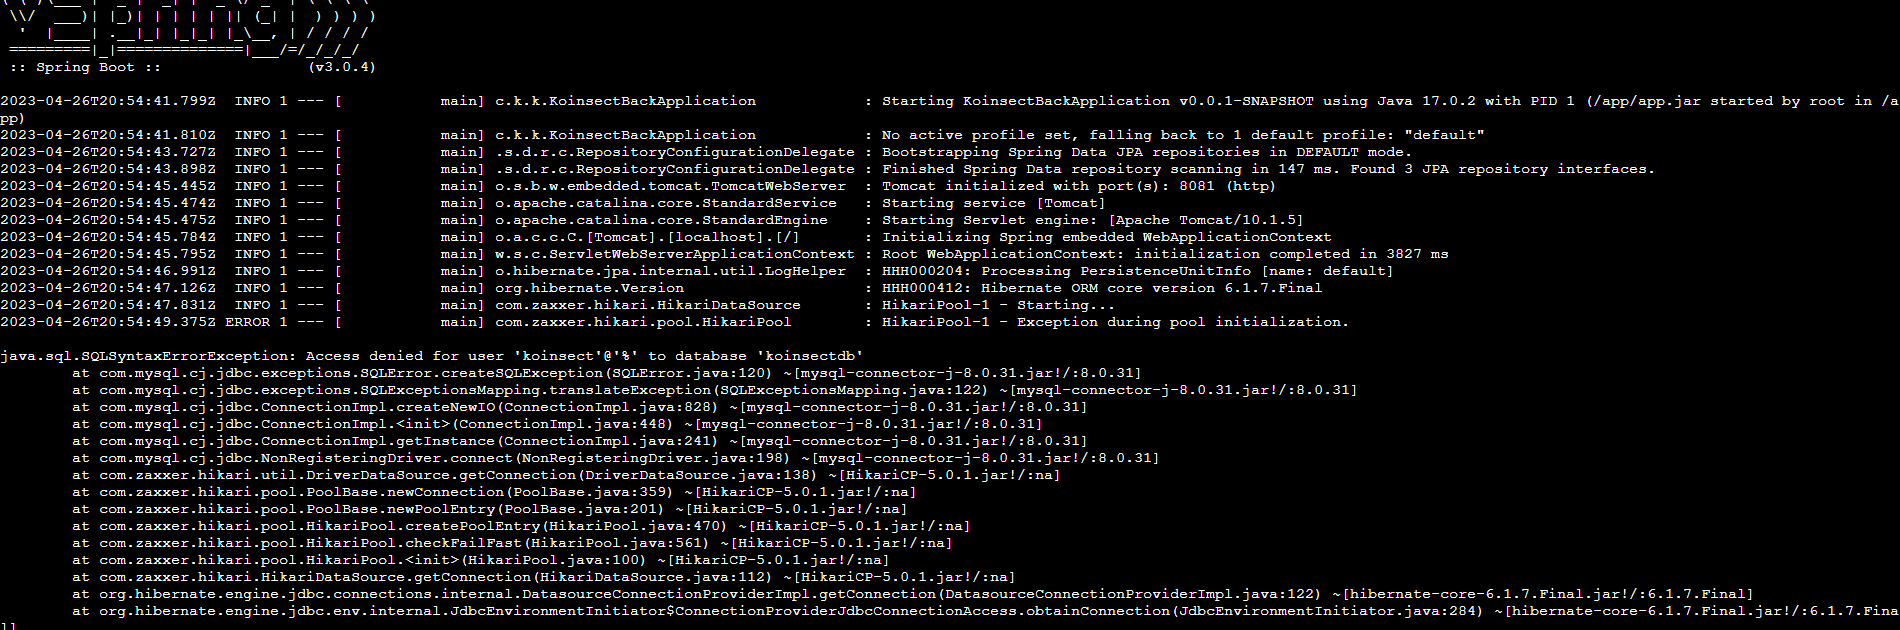 ( ( )\___ | '_ | '_| | '_ \/ _` | \ \ \ \
 \\/  ___)| |_)| | | | | || (_| |  ) ) ) )
  '  |____| .__|_| |_|_| |_\__, | / / / /
 =========|_|==============|___/=/_/_/_/
 :: Spring Boot ::                (v3.0.4)
2023-04-26T20:54:41.799Z  INFO 1 --- [           main] c.k.k.KoinsectBackApplication            : Starting KoinsectBackApplication v0.0.1-SNAPSHOT using Java 17.0.2 with PID 1 (/app/app.jar started by root in /a
pp)
2023-04-26T20:54:41.810Z  INFO 1 --- [           main] c.k.k.KoinsectBackApplication            : No active profile set, falling back to 1 default profile: "default"
2023-04-26T20:54:43.727Z  INFO 1 --- [           main] .s.d.r.c.RepositoryConfigurationDelegate : Bootstrapping Spring Data JPA repositories in DEFAULT mode.
2023-04-26T20:54:43.898Z  INFO 1 --- [           main] .s.d.r.c.RepositoryConfigurationDelegate : Finished Spring Data repository scanning in 147 ms. Found 3 JPA repository interfaces.
2023-04-26T20:54:45.445Z  INFO 1 --- [           main] o.s.b.w.embedded.tomcat.TomcatWebServer  : Tomcat initialized with port(s): 8081 (http)
2023-04-26T20:54:45.474Z  INFO 1 --- [           main] o.apache.catalina.core.StandardService   : Starting service [Tomcat]
2023-04-26T20:54:45.475Z  INFO 1 --- [           main] o.apache.catalina.core.StandardEngine    : Starting Servlet engine: [Apache Tomcat/10.1.5]
2023-04-26T20:54:45.784Z  INFO 1 --- [           main] o.a.c.c.C.[Tomcat].[localhost].[/]       : Initializing Spring embedded WebApplicationContext
2023-04-26T20:54:45.795Z  INFO 1 --- [           main] w.s.c.ServletWebServerApplicationContext : Root WebApplicationContext: initialization completed in 3827 ms
2023-04-26T20:54:46.991Z  INFO 1 --- [           main] o.hibernate.jpa.internal.util.LogHelper  : HHH000204: Processing PersistenceUnitInfo [name: default]
2023-04-26T20:54:47.126Z  INFO 1 --- [           main] org.hibernate.Version                    : HHH000412: Hibernate ORM core version 6.1.7.Final
2023-04-26T20:54:47.831Z  INFO 1 --- [           main] com.zaxxer.hikari.HikariDataSource       : HikariPool-1 - Starting...
2023-04-26T20:54:49.375Z ERROR 1 --- [           main] com.zaxxer.hikari.pool.HikariPool        : HikariPool-1 - Exception during pool initialization.
java.sql.SQLSyntaxErrorException: Access denied for user 'koinsect'@'%' to database 'koinsectdb'
        at com.mysql.cj.jdbc.exceptions.SQLError.createSQLException(SQLError.java:120) ~[mysql-connector-j-8.0.31.jar!/:8.0.31]
        at com.mysql.cj.jdbc.exceptions.SQLExceptionsMapping.translateException(SQLExceptionsMapping.java:122) ~[mysql-connector-j-8.0.31.jar!/:8.0.31]
        at com.mysql.cj.jdbc.ConnectionImpl.createNewIO(ConnectionImpl.java:828) ~[mysql-connector-j-8.0.31.jar!/:8.0.31]
        at com.mysql.cj.jdbc.ConnectionImpl.<init>(ConnectionImpl.java:448) ~[mysql-connector-j-8.0.31.jar!/:8.0.31]
        at com.mysql.cj.jdbc.ConnectionImpl.getInstance(ConnectionImpl.java:241) ~[mysql-connector-j-8.0.31.jar!/:8.0.31]
        at com.mysql.cj.jdbc.NonRegisteringDriver.connect(NonRegisteringDriver.java:198) ~[mysql-connector-j-8.0.31.jar!/:8.0.31]
        at com.zaxxer.hikari.util.DriverDataSource.getConnection(DriverDataSource.java:138) ~[HikariCP-5.0.1.jar!/:na]
        at com.zaxxer.hikari.pool.PoolBase.newConnection(PoolBase.java:359) ~[HikariCP-5.0.1.jar!/:na]
        at com.zaxxer.hikari.pool.PoolBase.newPoolEntry(PoolBase.java:201) ~[HikariCP-5.0.1.jar!/:na]
        at com.zaxxer.hikari.pool.HikariPool.createPoolEntry(HikariPool.java:470) ~[HikariCP-5.0.1.jar!/:na]
        at com.zaxxer.hikari.pool.HikariPool.checkFailFast(HikariPool.java:561) ~[HikariCP-5.0.1.jar!/:na]
        at com.zaxxer.hikari.pool.HikariPool.<init>(HikariPool.java:100) ~[HikariCP-5.0.1.jar!/:na]
        at com.zaxxer.hikari.HikariDataSource.getConnection(HikariDataSource.java:112) ~[HikariCP-5.0.1.jar!/:na]
        at org.hibernate.engine.jdbc.connections.internal.DatasourceConnectionProviderImpl.getConnection(DatasourceConnectionProviderImpl.java:122) ~[hibernate-core-6.1.7.Final.jar!/:6.1.7.Final]
        at org.hibernate.engine.jdbc.env.internal.JdbcEnvironmentInitiator$ConnectionProviderJdbcConnectionAccess.obtainConnection(JdbcEnvironmentInitiator.java:284) ~[hibernate-core-6.1.7.Final.jar!/:6.1.7.Fina
l]